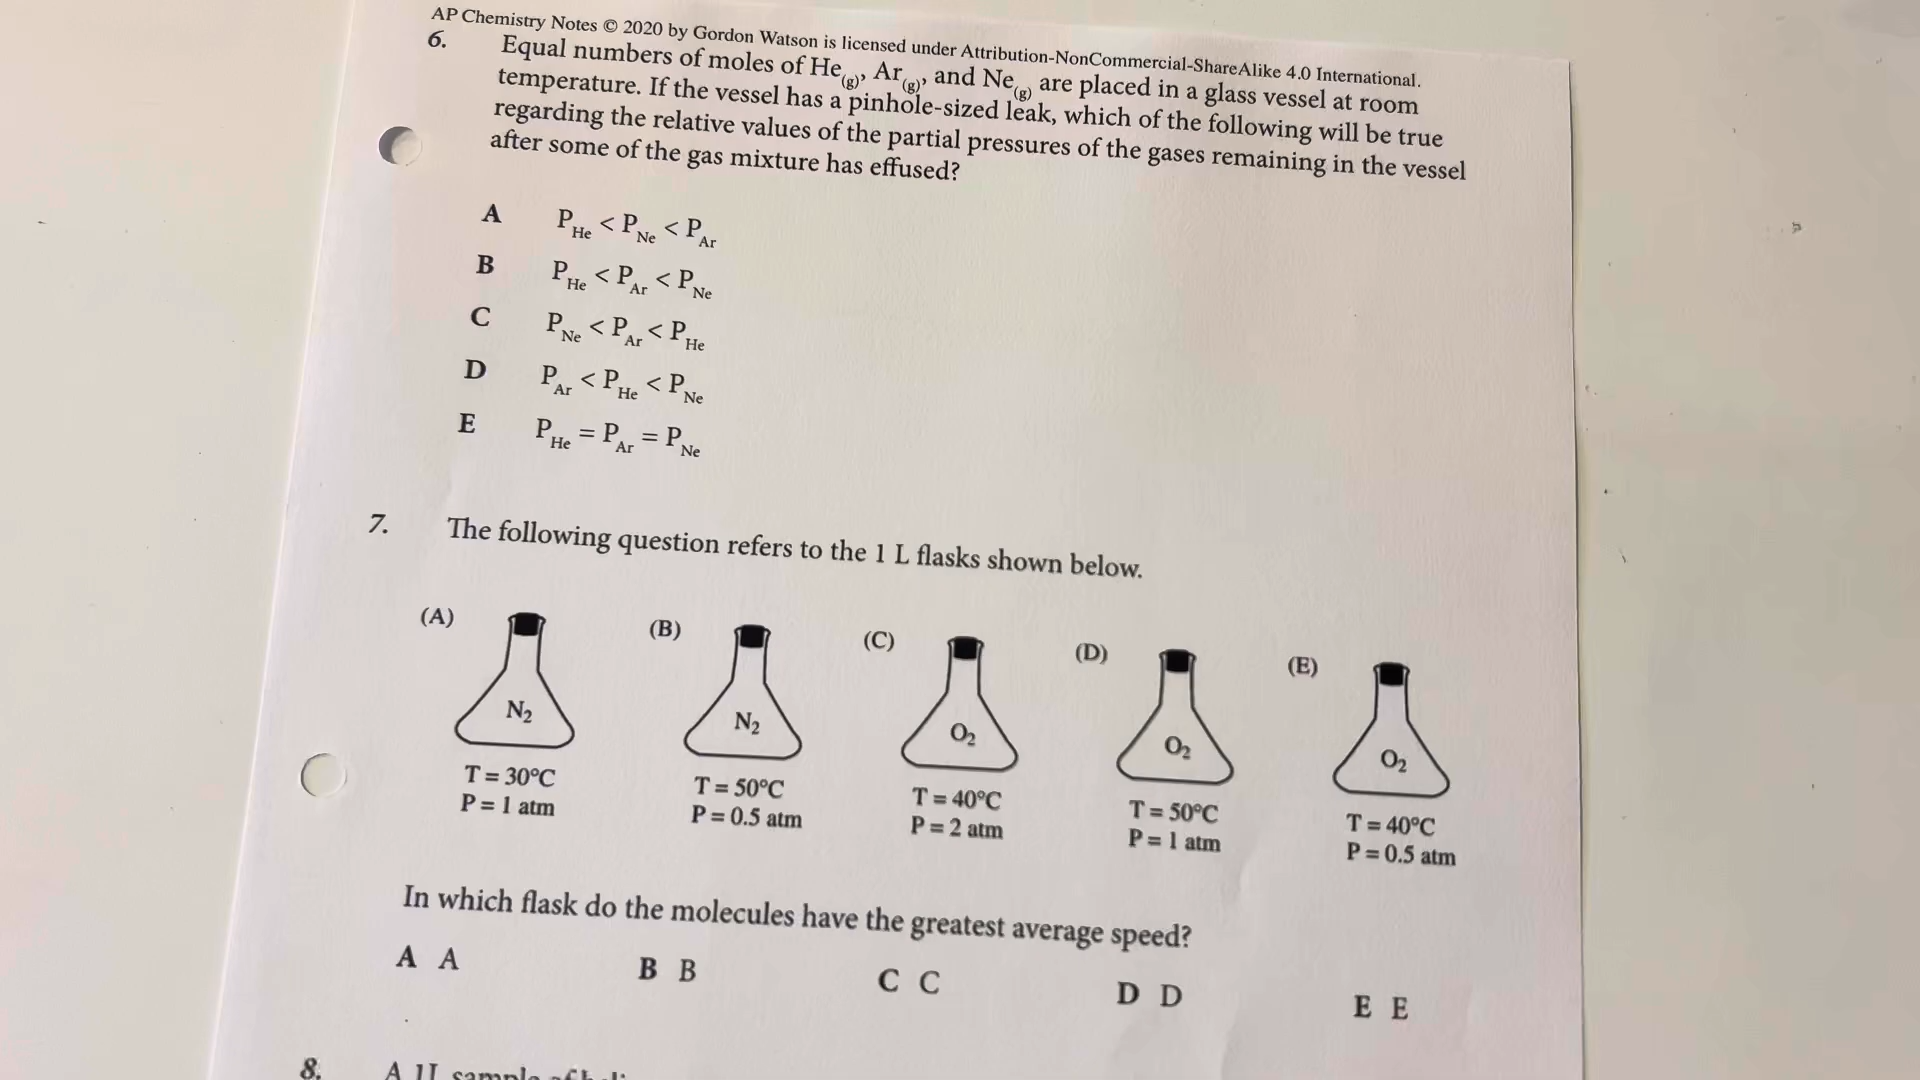 AP Chemistry Notes © 2020 by Gordon Watson is licensed under Attribution-NonCommercial-ShareAlike 4.0 International.
6. Equal numbers of moles of He(g), Ar(g), and Ne(g) are placed in a glass vessel at room
temperature. If the vessel has a pinhole-sized leak, which of the following will be true
regarding the relative values of the partial pressures of the gases remaining in the vessel
after some of the gas mixture has effused?
A PHe < PNe < PAr
B PHe < PAr < PNe
C PNe < PAr < PHe
D PAr < PHe < PNe
E PHe = PAr = PNe
7. The following question refers to the 1 L flasks shown below.
(A) (B) (C) (D) (E)
N2 N2 O2 O2 O2
T = 30°C T = 50°C T = 40°C T = 50°C T = 40°C
P = 1 atm P = 0.5 atm P = 2 atm P = 1 atm P = 0.5 atm
In which flask do the molecules have the greatest average speed?
A A B B C C D D E E
8. A 1L sample of